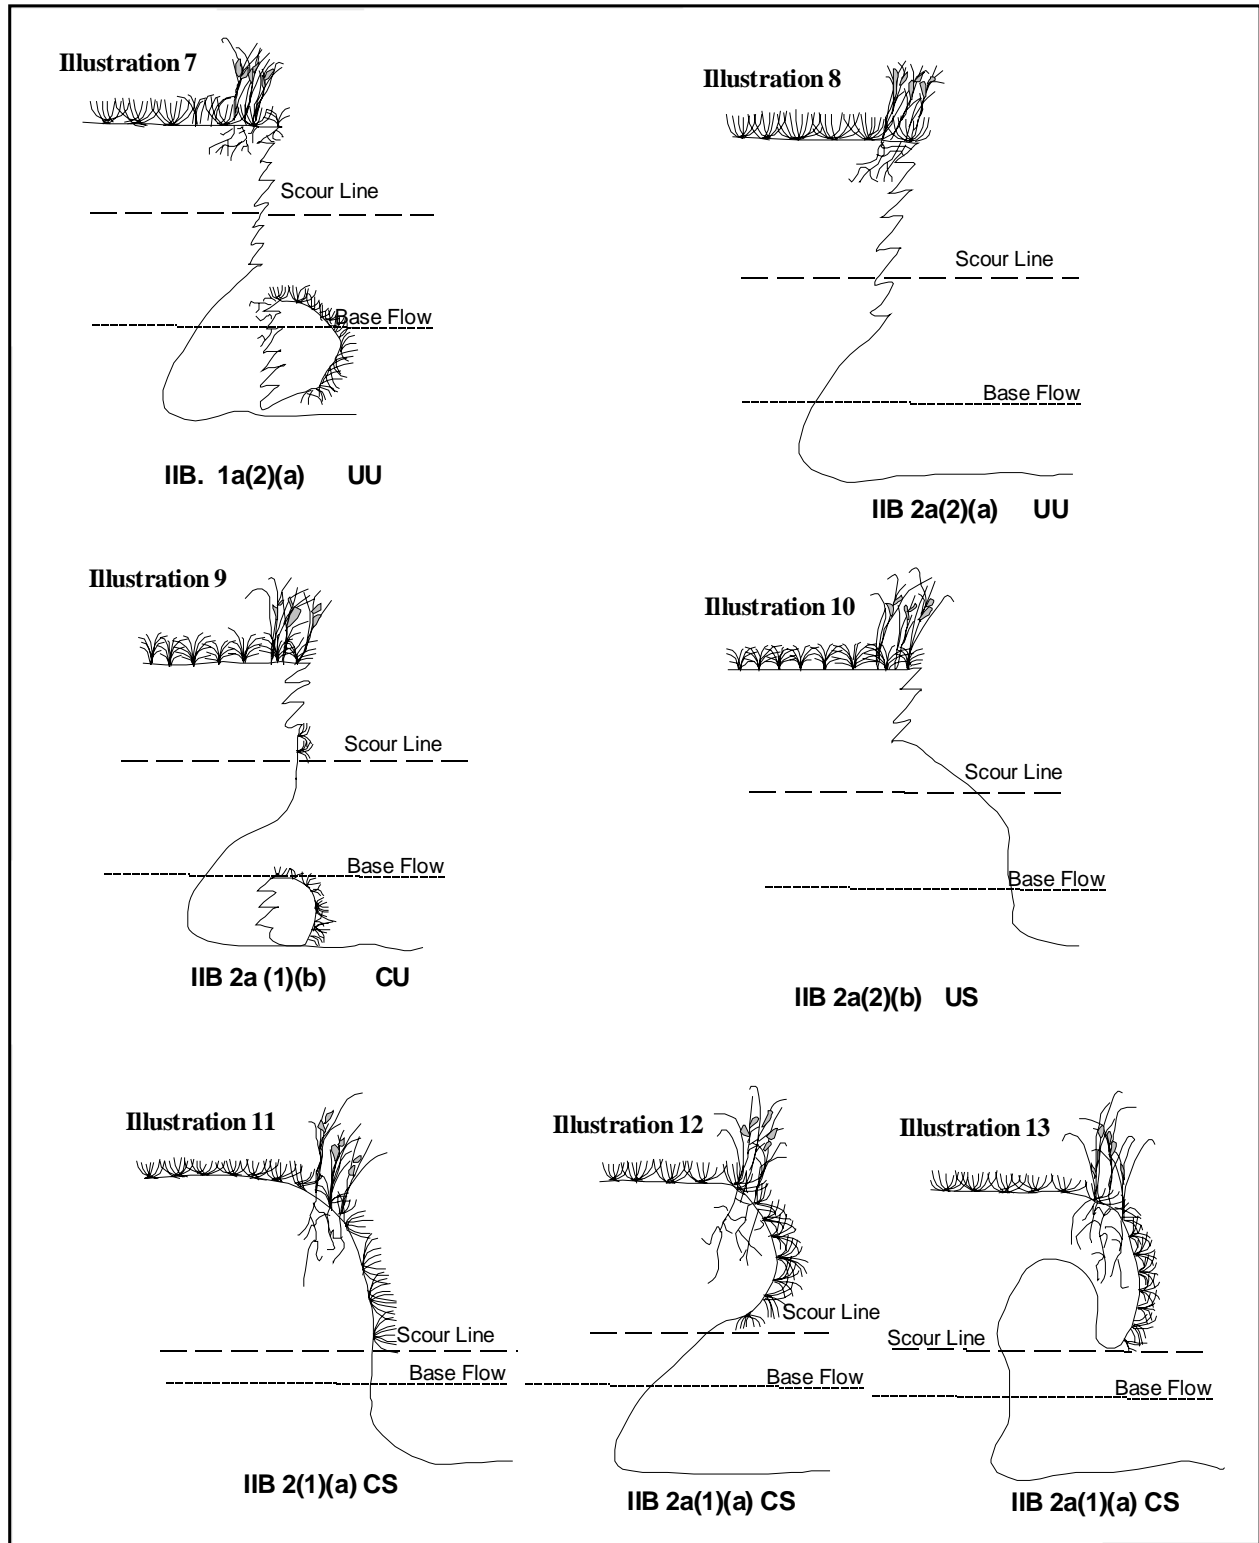 Illustration 7
Scour Line
Base Flow
IIB. 1a(2)(a) UU
Illustration 8
Scour Line
Base Flow
IIB 2a(2)(a) UU
Illustration 9
Scour Line
Base Flow
IIB 2a (1)(b) CU
Illustration 10
Scour Line
Base Flow
IIB 2a(2)(b) US
Illustration 11
Scour Line
Base Flow
IIB 2(1)(a) CS
Illustration 12
Scour Line
Base Flow
IIB 2a(1)(a) CS
Illustration 13
Scour Line
Base Flow
IIB 2a(1)(a) CS